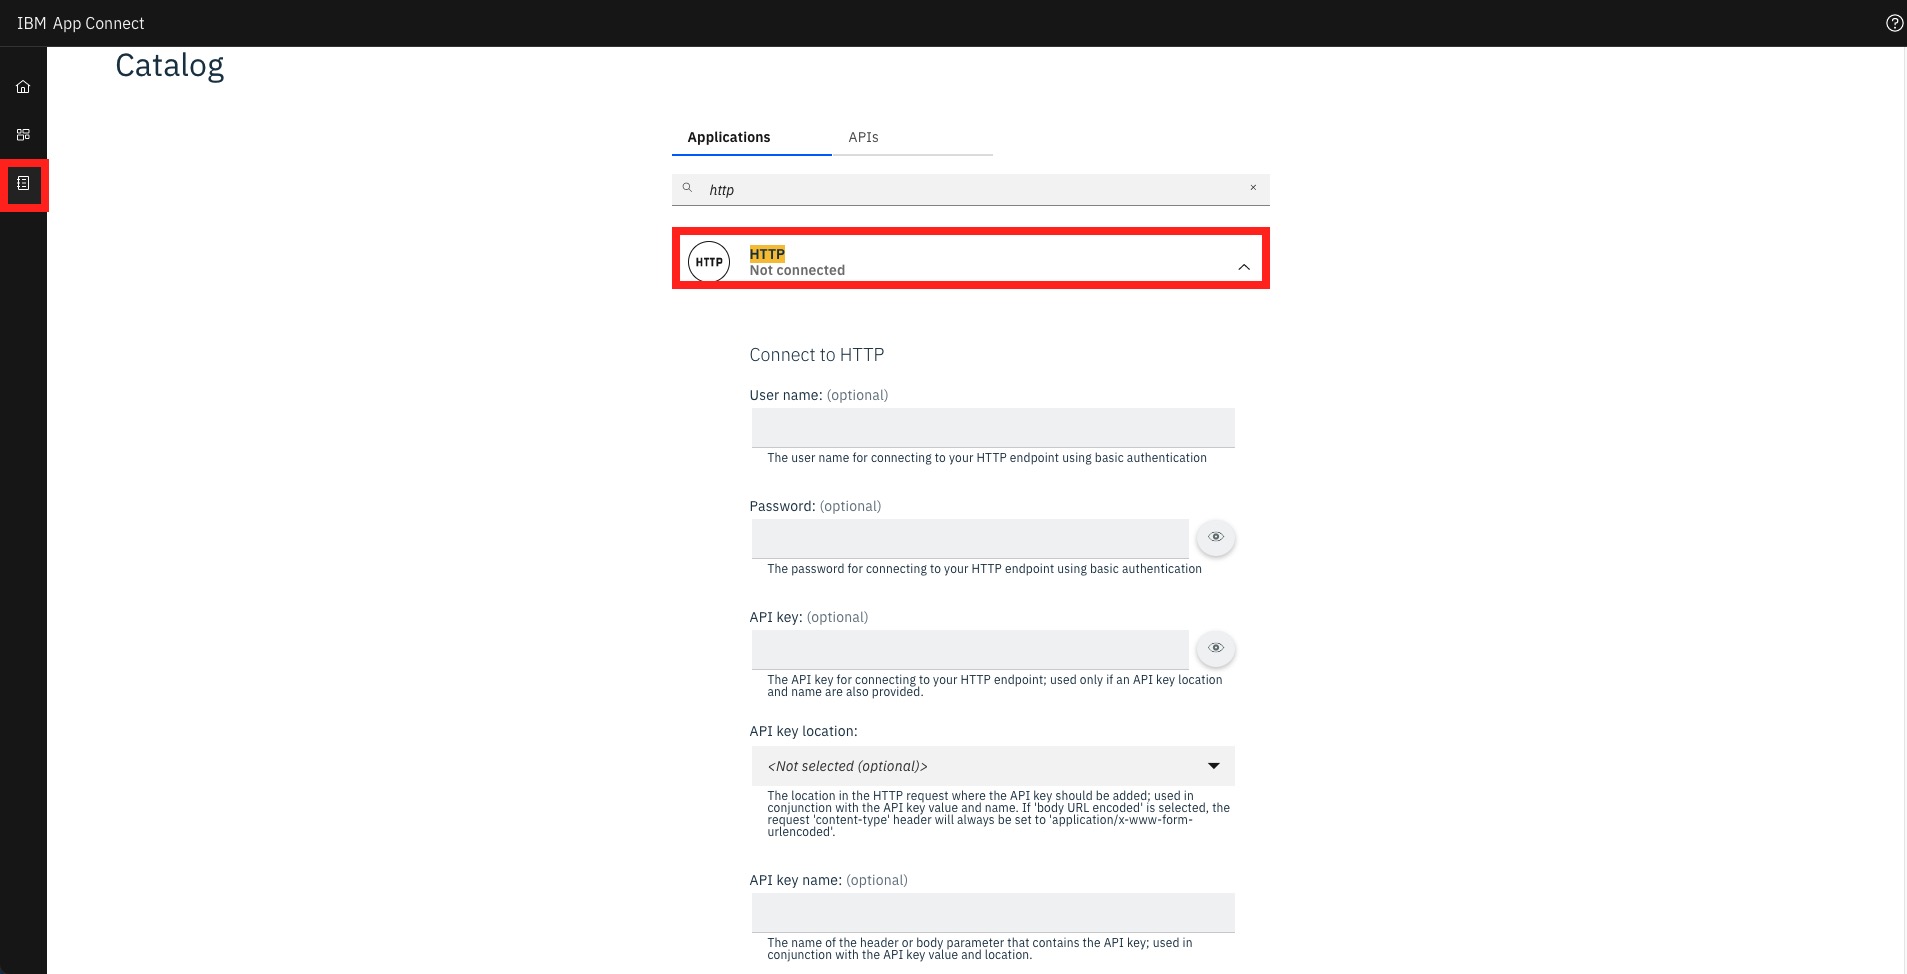 IBM App Connect
Catalog
Applications
APIs
http
HTTP
HTTP
Not connected
Connect to HTTP
User name: (optional)
The user name for connecting to your HTTP endpoint using basic authentication
Password: (optional)
The password for connecting to your HTTP endpoint using basic authentication
API key: (optional)
The API key for connecting to your HTTP endpoint; used only if an API key location
and name are also provided.
API key location:
<Not selected (optional)>
The location in the HTTP request where the API key should be added; used in
conjunction with the API key value and name. If 'body URL encoded' is selected, the
request 'content-type' header will always be set to 'application/x-www-form-
urlencoded'.
API key name: (optional)
The name of the header or body parameter that contains the API key; used in
conjunction with the API key value and location.